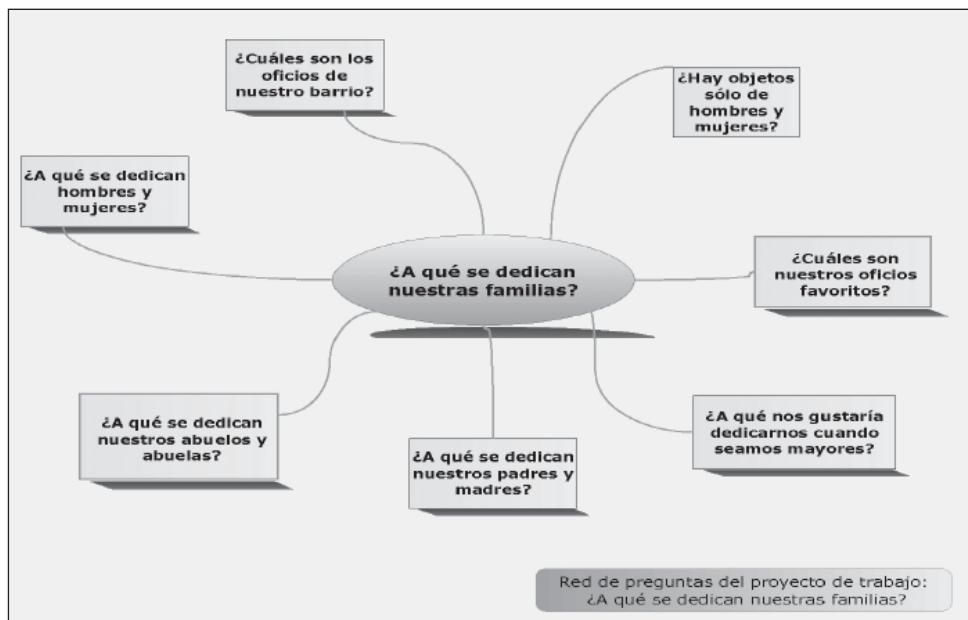 ¿Cuáles son los
oficios de
nuestro barrio?
¿Hay objetos
sólo de
hombres y
mujeres?
¿A qué se dedican
hombres y
mujeres?
¿A qué se dedican
nuestras familias?
¿Cuáles son
nuestros oficios
favoritos?
¿A qué se dedican
nuestros abuelos y
abuelas?
¿A qué se dedican
nuestros padres y
madres?
¿A qué nos gustaría
dedicarnos cuando
seamos mayores?
Red de preguntas del proyecto de trabajo:
¿A qué se dedican nuestras familias?